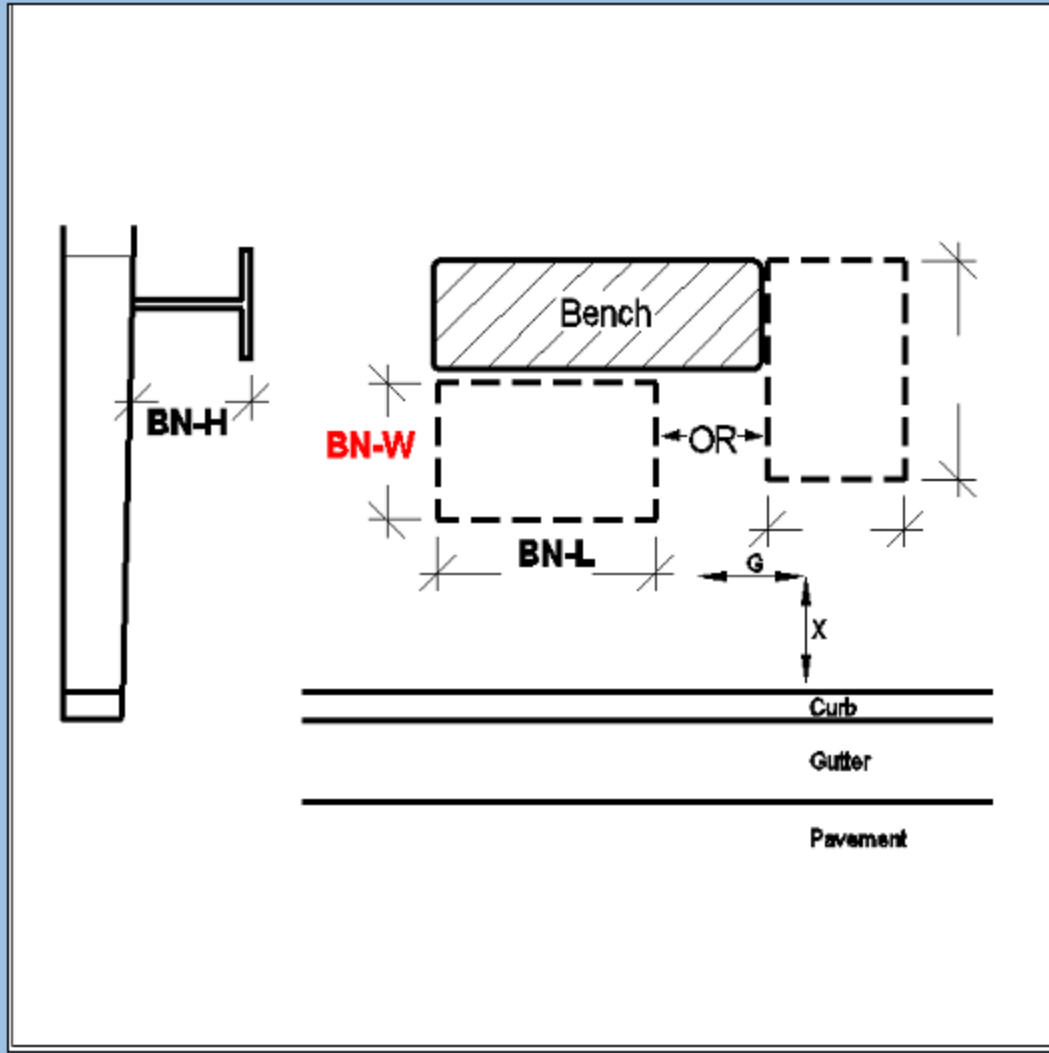 Bench
BN-H
BN-W
OR
BN-L
G
X
Curb
Gutter
Pavement